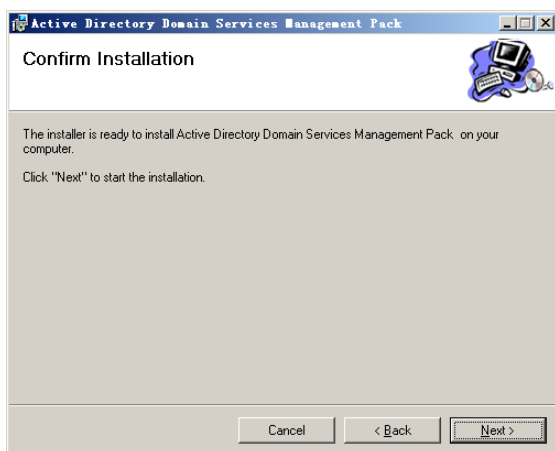 Active Directory Domain Services Management Pack
Confirm Installation
The installer is ready to install Active Directory Domain Services Management Pack on your
computer.
Click "Next" to start the installation.
Cancel
< Back
Next >